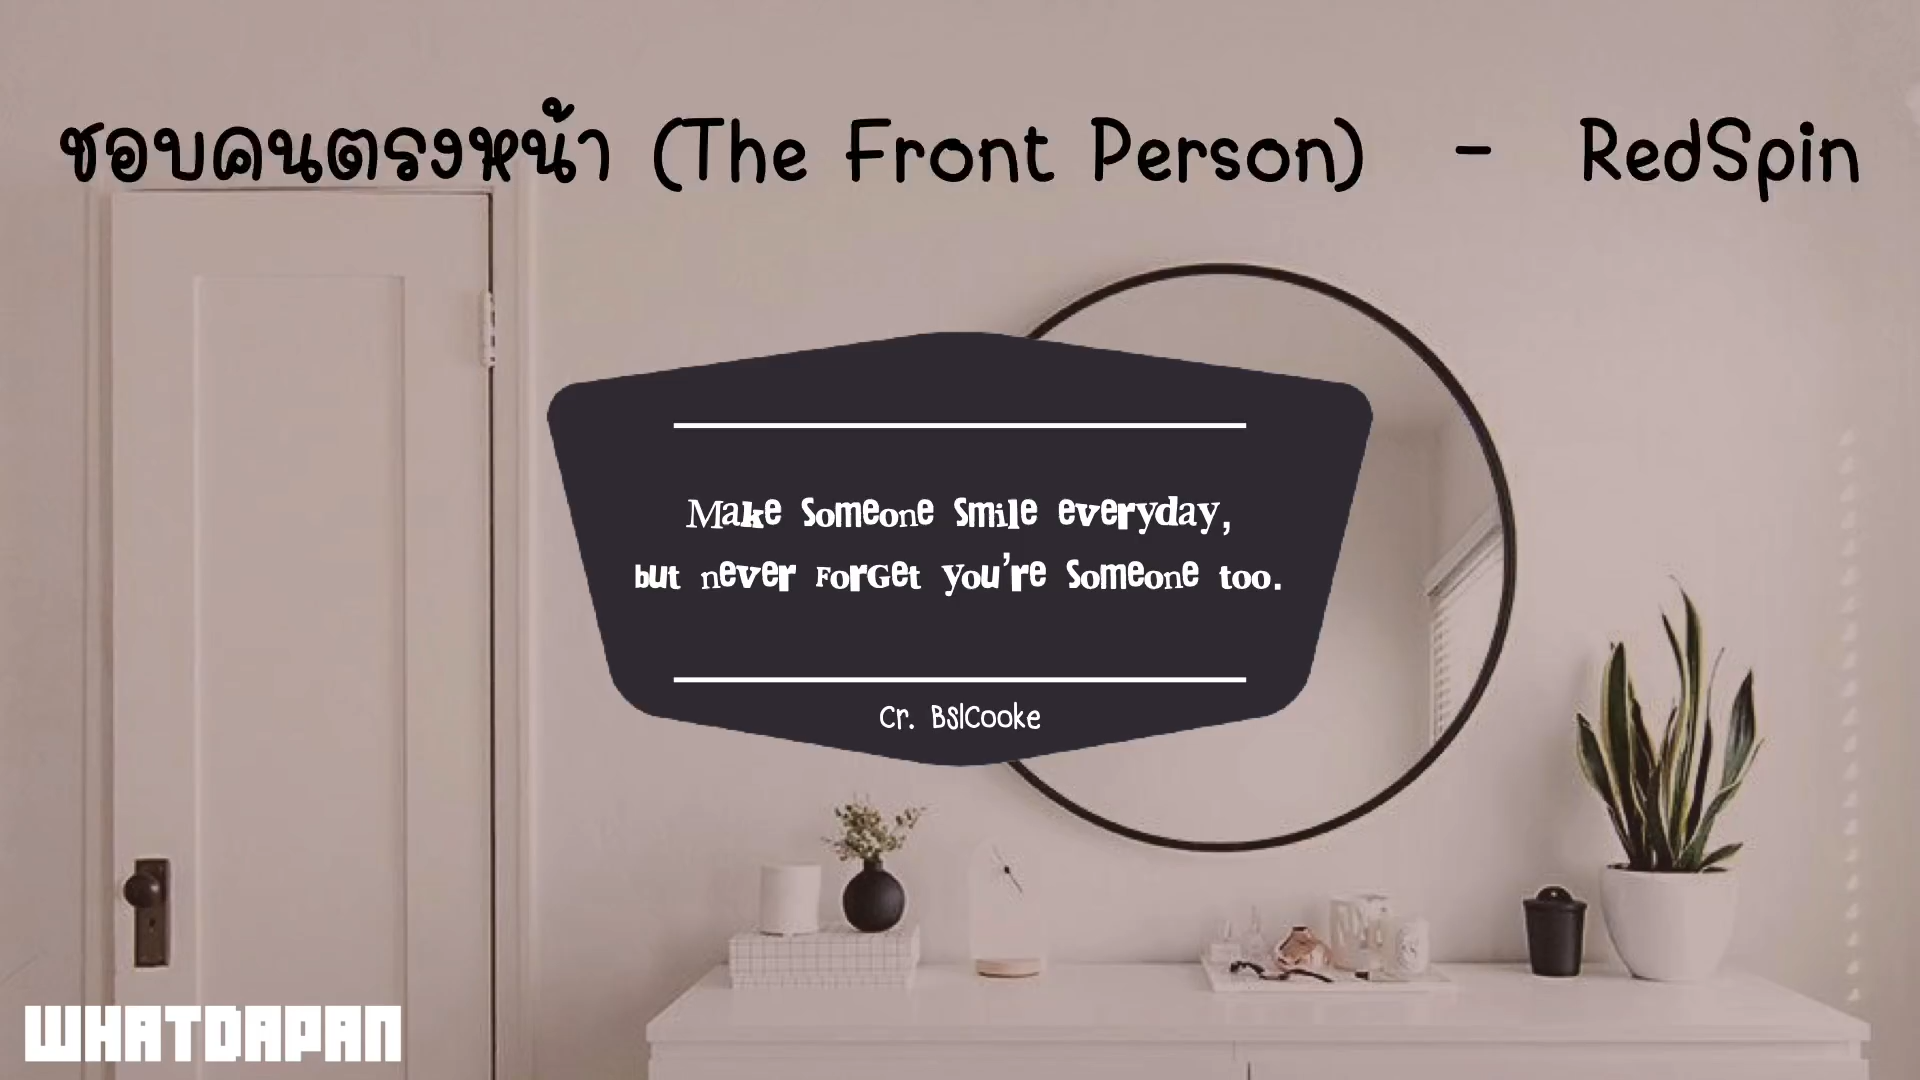 ชอบคนตรงหน้า (The Front Person) - RedSpin
Make Someone Smile everyday,
but never Forget you're Someone too.
Cr. BslCooke
WHATDAPAN